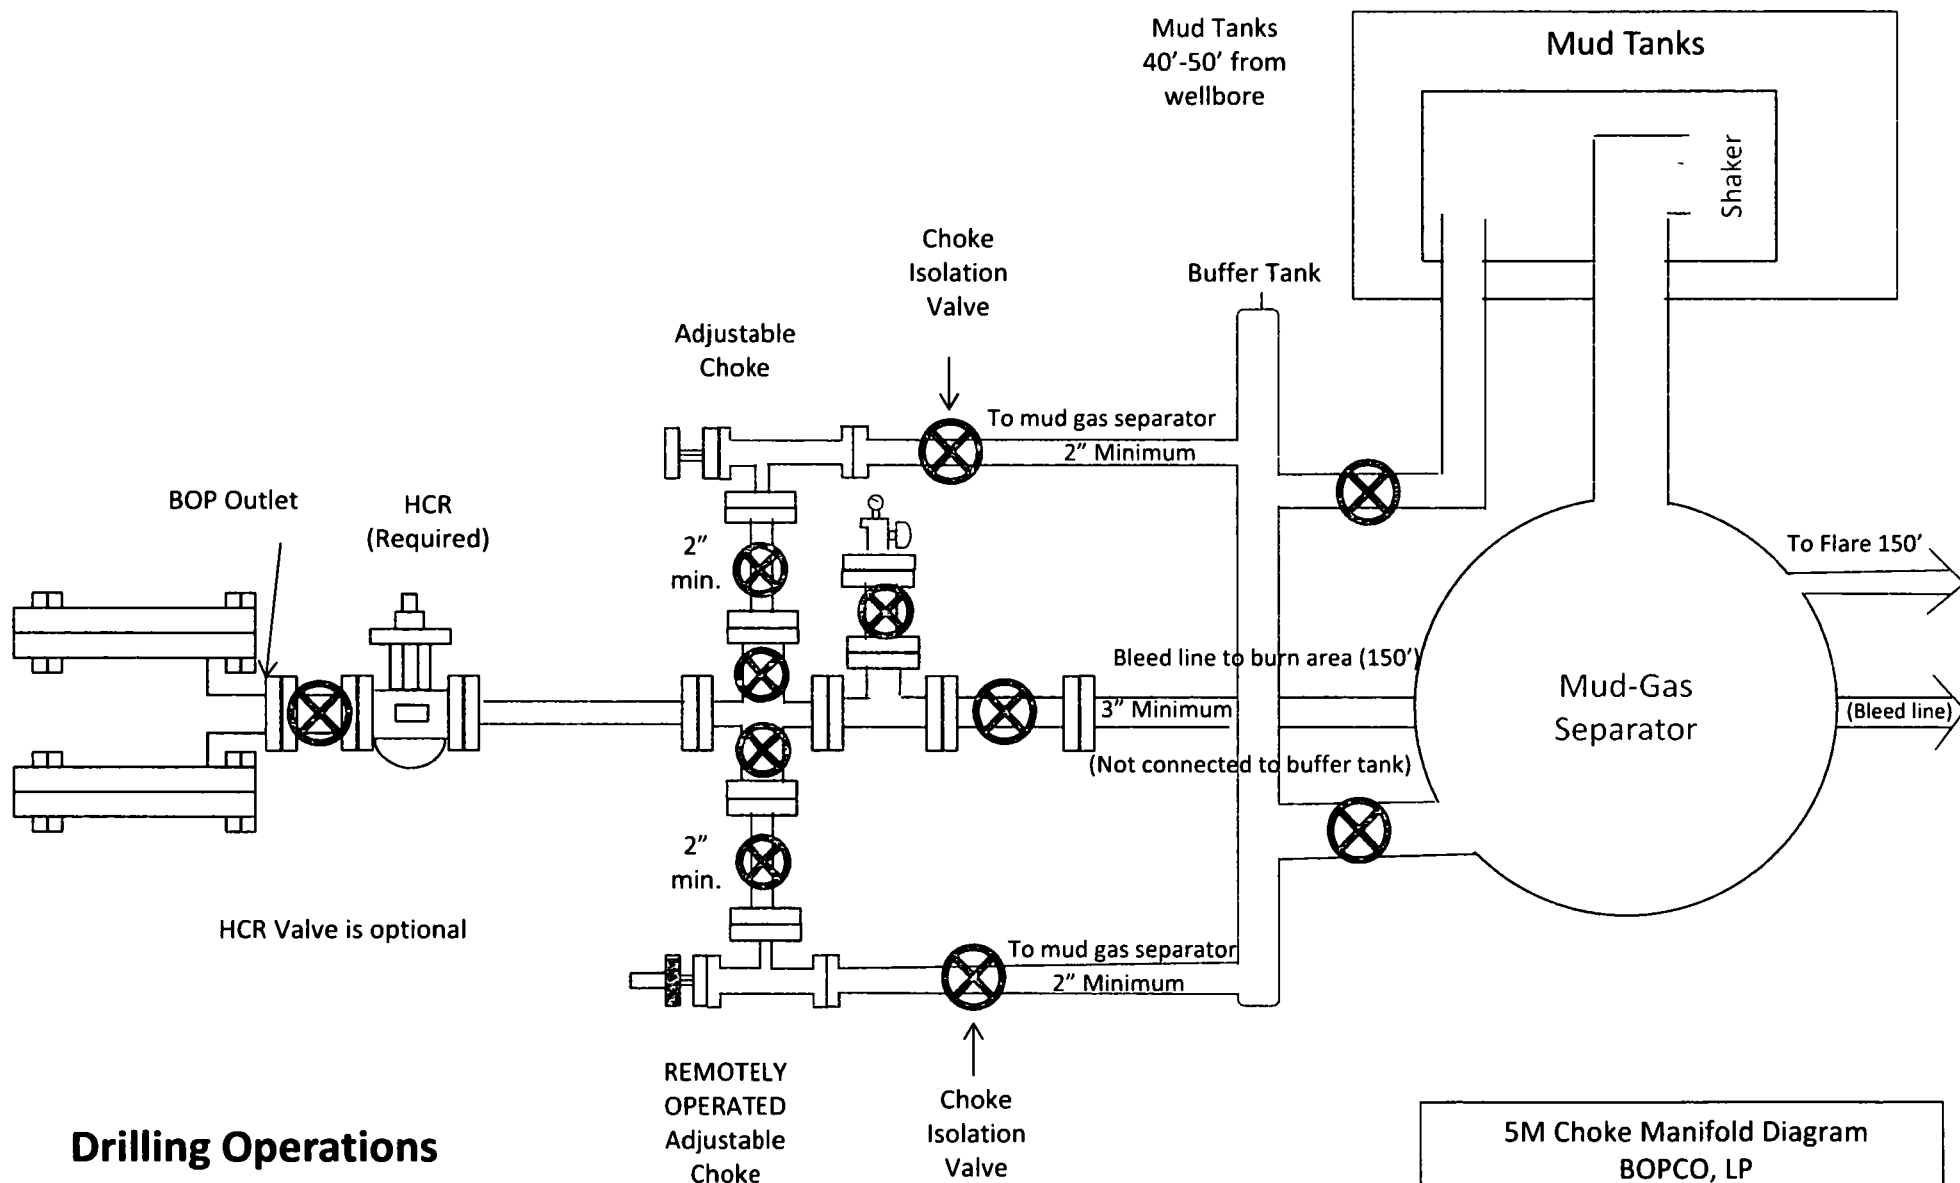 Mud Tanks
40’-50’ from
wellbore
Mud Tanks
Shaker
Choke
Isolation
Valve
Buffer Tank
Adjustable
Choke
To mud gas separator
2” Minimum
BOP Outlet
HCR
(Required)
2”
min.
To Flare 150’
Bleed line to burn area (150’)
3” Minimum
Mud-Gas
Separator
(Bleed line)
(Not connected to buffer tank)
2”
min.
HCR Valve is optional
To mud gas separator
2” Minimum
REMOTELY
OPERATED
Adjustable
Choke
Choke
Isolation
Valve
Drilling Operations
5M Choke Manifold Diagram
BOPCO, LP